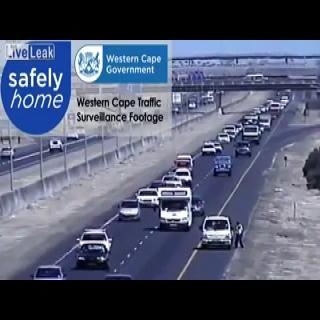 LiveLeak
safely
home
Western Cape
Government
Western Cape Traffic
Surveillance Footage